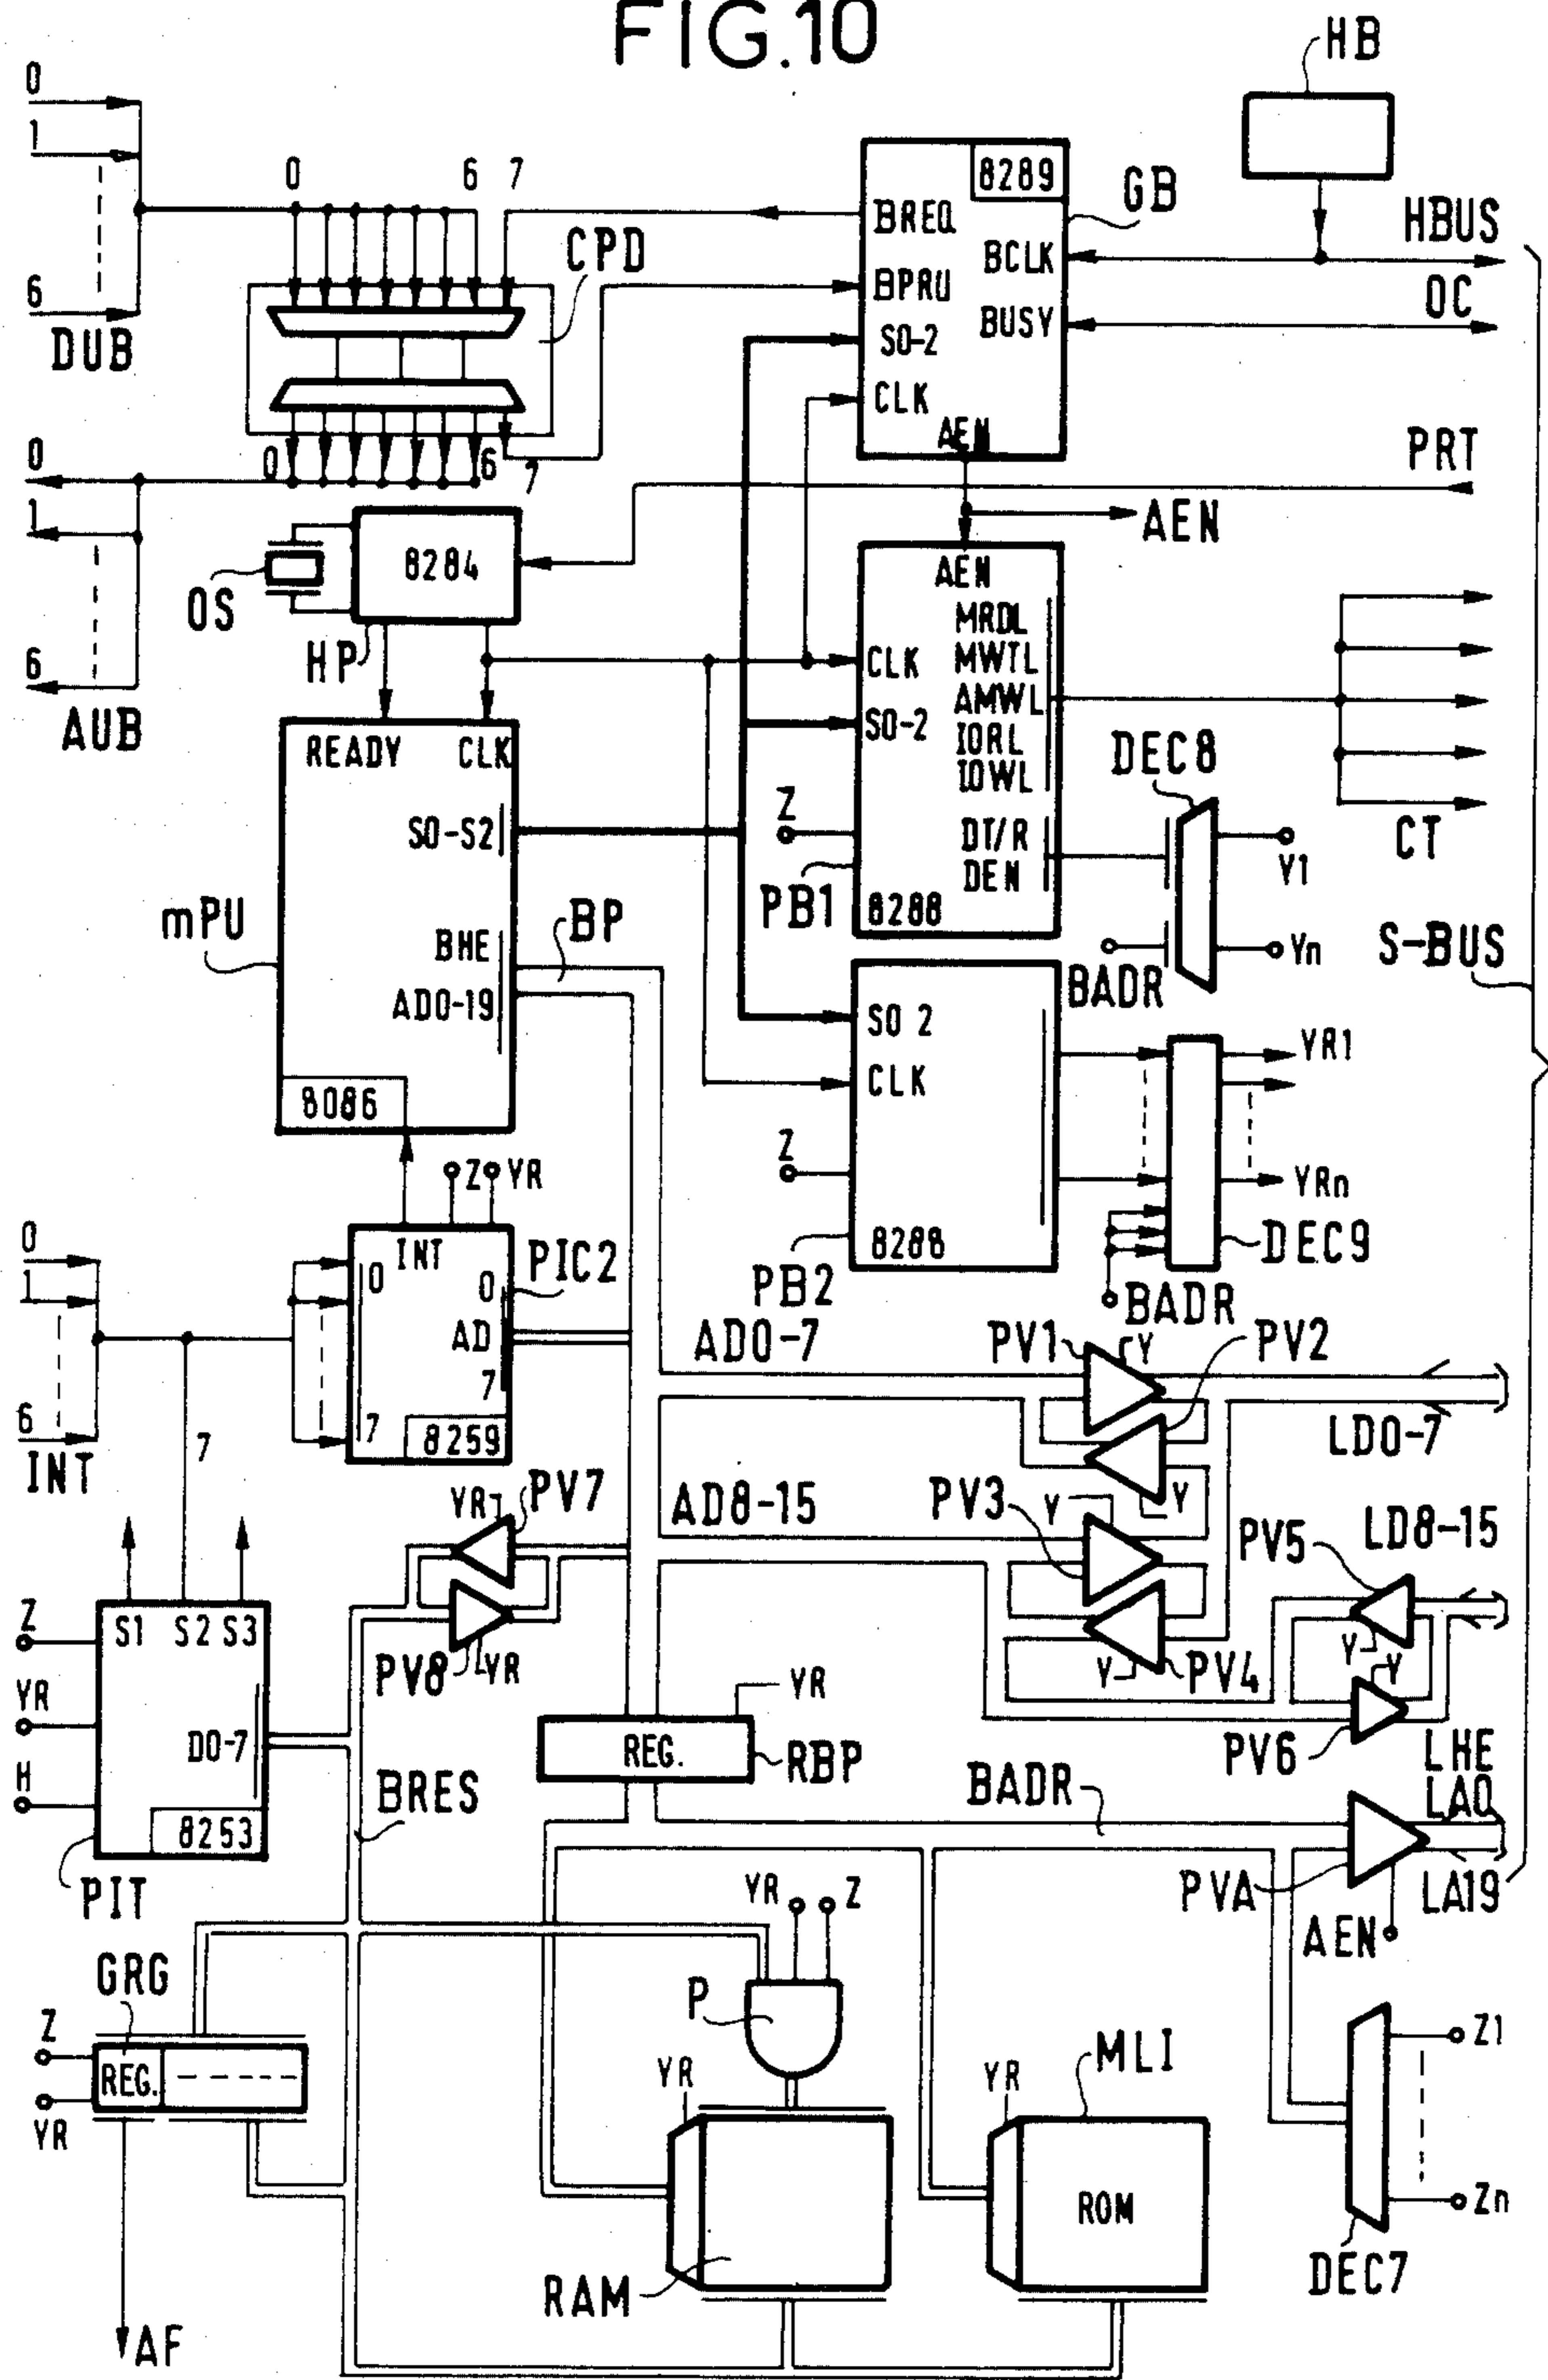 FIG.10
HB
0
1
6
DUB
0
6
7
CPD
8289
GB
BREQ
BCLK
BPRU
BUSY
SO-2
CLK
AEN
HBUS
OC
0
6
7
0
1
6
AUB
PRT
AEN
OS
8284
HP
AEN
MRDL
CLK
MWTL
AMWL
SO-2
IORL
IOWL
DT/R
DEN
Z
PB1
8288
DEC8
Y1
Yn
BADR
CT
S-BUS
READY
CLK
SO-S2
mPU
BHE
BP
AD0-19
8086
SO 2
CLK
Z
PB2
8288
YR1
YRn
DEC9
BADR
Z
YR
0
1
6
INT
7
INT
0
7
0
AD
7
PIC2
8259
AD0-7
PV1
Y
PV2
Y
LD0-7
AD8-15
PV3
Y
PV4
Y
PV5
Y
LD8-15
PV6
Y
YR
PV7
PV8
YR
Z
YR
H
S1
S2
S3
D0-7
8253
PIT
BRES
YR
REG.
RBP
BADR
LHE
LA0
PVA
LA19
AEN
YR
Z
P
GRG
Z
REG.
YR
AF
YR
RAM
YR
MLI
ROM
Z1
Zn
DEC7